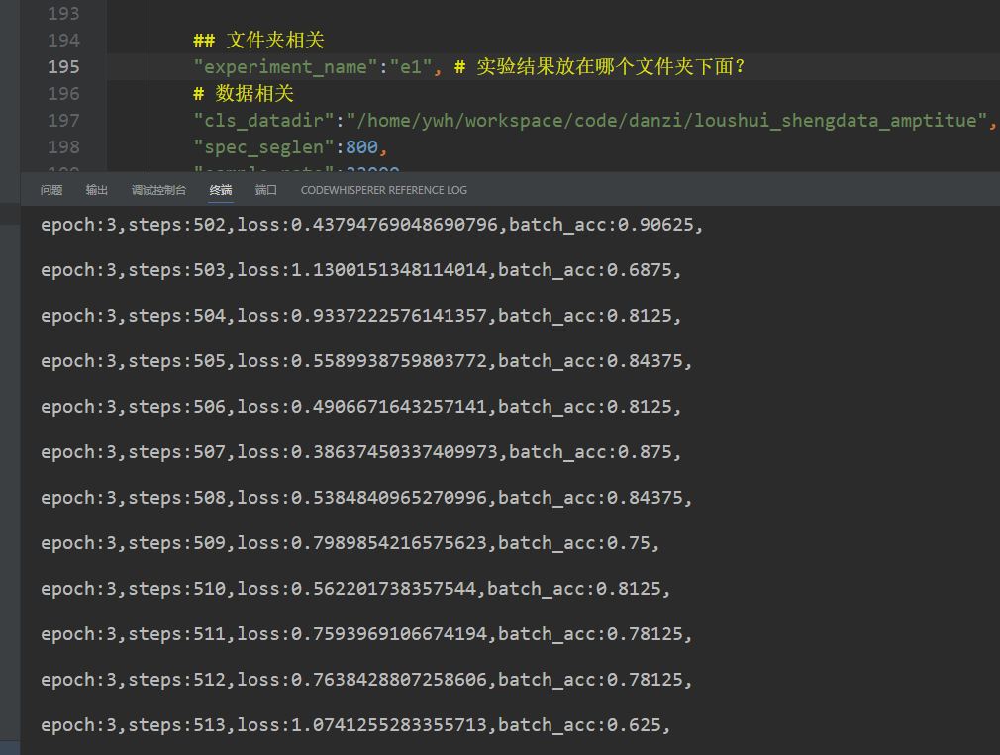 193
194 ## 文件夹相关
195 "experiment_name":"e1", # 实验结果放在哪个文件夹下面?
196 # 数据相关
197 "cls_datadir":"/home/ywh/workspace/code/danzi/loushui_shengdata_amptitue",
198 "spec_seglen":800,
问题 输出 调试控制台 终端 端口 CODEWHISPERER REFERENCE LOG
epoch:3,steps:502,loss:0.43794769048690796,batch_acc:0.90625,
epoch:3,steps:503,loss:1.1300151348114014,batch_acc:0.6875,
epoch:3,steps:504,loss:0.9337222576141357,batch_acc:0.8125,
epoch:3,steps:505,loss:0.5589938759803772,batch_acc:0.84375,
epoch:3,steps:506,loss:0.4906671643257141,batch_acc:0.8125,
epoch:3,steps:507,loss:0.38637450337409973,batch_acc:0.875,
epoch:3,steps:508,loss:0.5384840965270996,batch_acc:0.84375,
epoch:3,steps:509,loss:0.7989854216575623,batch_acc:0.75,
epoch:3,steps:510,loss:0.562201738357544,batch_acc:0.8125,
epoch:3,steps:511,loss:0.7593969106674194,batch_acc:0.78125,
epoch:3,steps:512,loss:0.7638428807258606,batch_acc:0.78125,
epoch:3,steps:513,loss:1.0741255283355713,batch_acc:0.625,